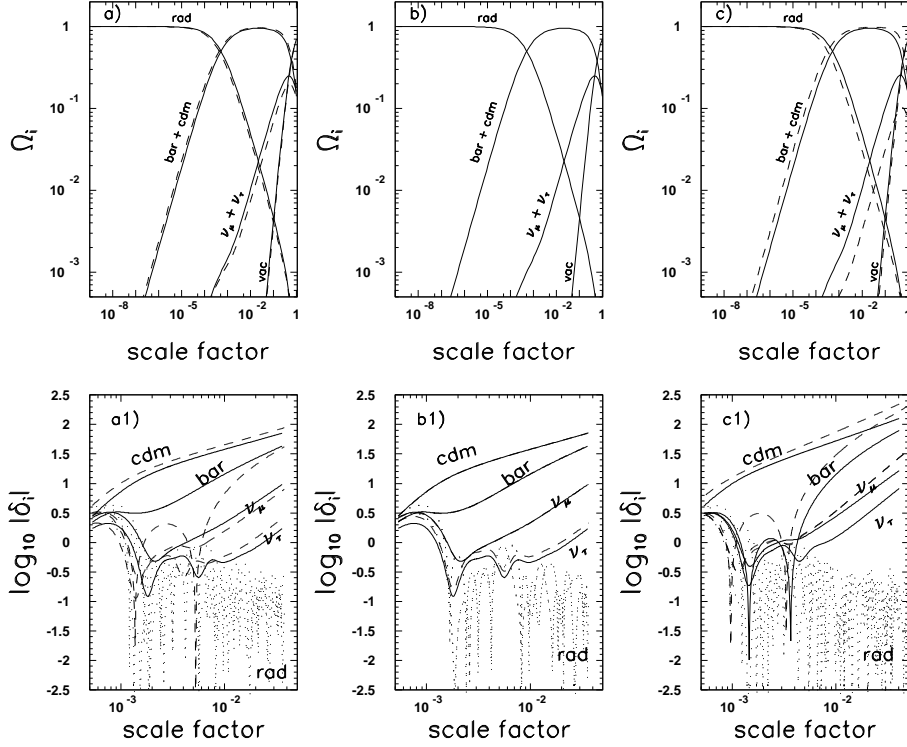 a)
rad
bar + cdm
ν_μ + ν_τ
vac
Ω_i
1
10^-1
10^-2
10^-3
10^-8
10^-5
10^-2
1
scale factor
b)
rad
bar + cdm
ν_μ + ν_τ
vac
Ω_i
1
10^-1
10^-2
10^-3
10^-8
10^-5
10^-2
1
scale factor
c)
rad
bar + cdm
ν_μ + ν_τ
vac
Ω_i
1
10^-1
10^-2
10^-3
10^-8
10^-5
10^-2
1
scale factor
a1)
cdm
bar
ν_μ
ν_τ
rad
log10 |δ_i|
2.5
2
1.5
1
0.5
0
-0.5
-1
-1.5
-2
-2.5
10^-3
10^-2
scale factor
b1)
cdm
bar
ν_μ
ν_τ
rad
log10 |δ_i|
2.5
2
1.5
1
0.5
0
-0.5
-1
-1.5
-2
-2.5
10^-3
10^-2
scale factor
c1)
cdm
bar
ν_μ
ν_τ
rad
log10 |δ_i|
2.5
2
1.5
1
0.5
0
-0.5
-1
-1.5
-2
-2.5
10^-3
10^-2
scale factor